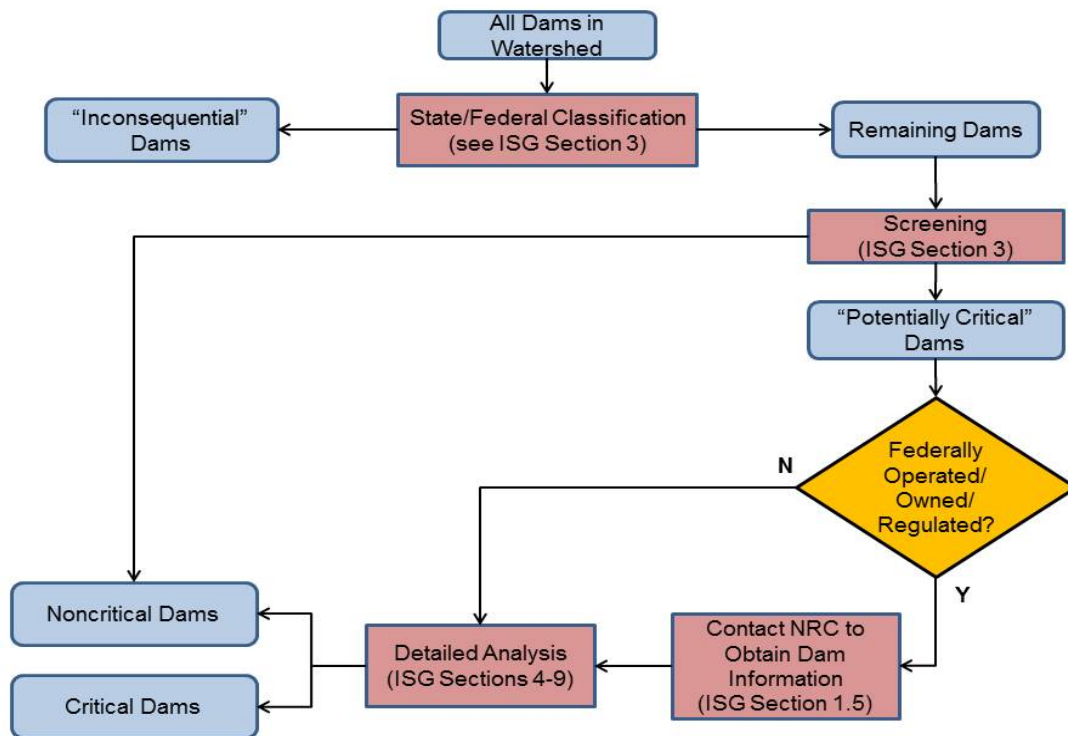 All Dams in
Watershed
“Inconsequential”
Dams
State/Federal Classification
(see ISG Section 3)
Remaining Dams
Screening
(ISG Section 3)
“Potentially Critical”
Dams
Federally
Operated/
Owned/
Regulated?
N
Y
Noncritical Dams
Detailed Analysis
(ISG Sections 4-9)
Contact NRC to
Obtain Dam
Information
(ISG Section 1.5)
Critical Dams